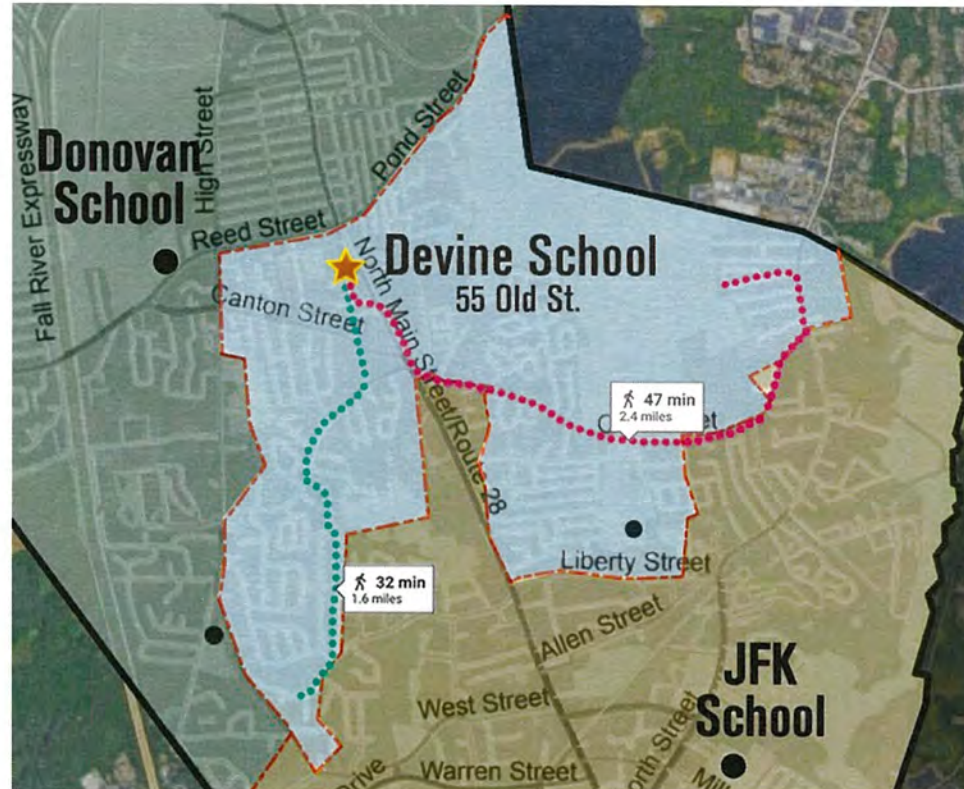 Fall River Expressway
High Street
Pond Street
Donovan
School
Reed Street
Devine School
55 Old St.
Canton Street
North Main Street/Route 28
47 min
2.4 miles
32 min
1.6 miles
Liberty Street
Allen Street
JFK
School
West Street
Warren Street
Drive